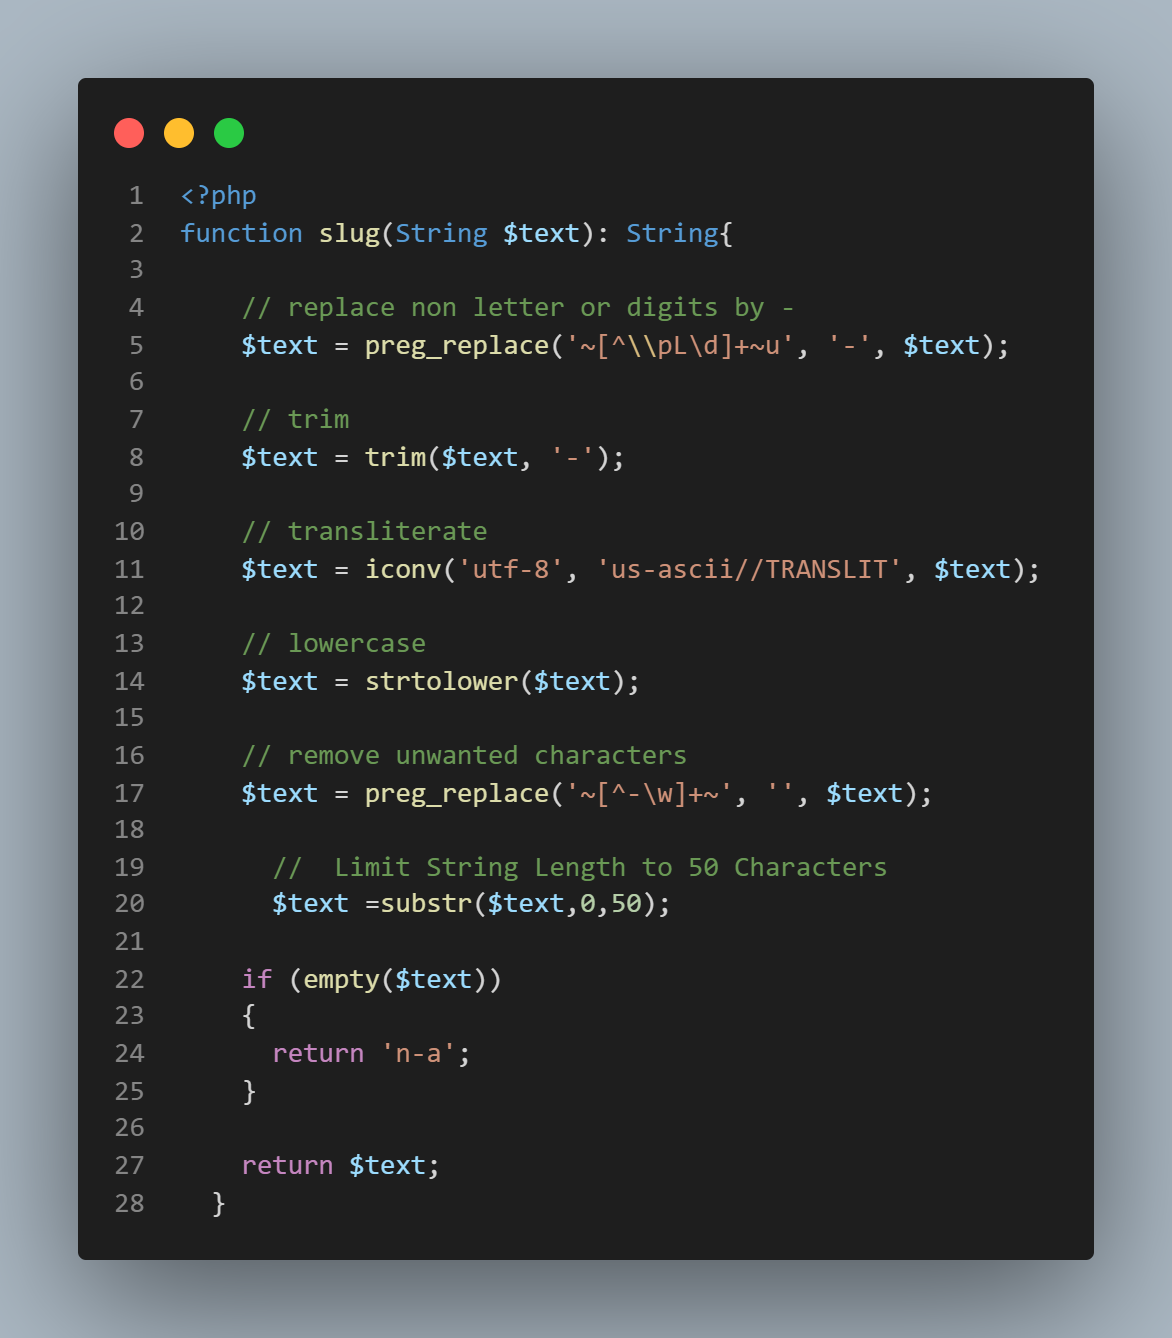 1 <?php
2 function slug(String $text): String{
3
4     // replace non letter or digits by -
5     $text = preg_replace('~[^\\pL\d]+~u', '-', $text);
6
7     // trim
8     $text = trim($text, '-');
9
10     // transliterate
11     $text = iconv('utf-8', 'us-ascii//TRANSLIT', $text);
12
13     // lowercase
14     $text = strtolower($text);
15
16     // remove unwanted characters
17     $text = preg_replace('~[^-\w]+~', '', $text);
18
19       //  Limit String Length to 50 Characters
20       $text =substr($text,0,50);
21
22     if (empty($text))
23     {
24       return 'n-a';
25     }
26
27     return $text;
28   }